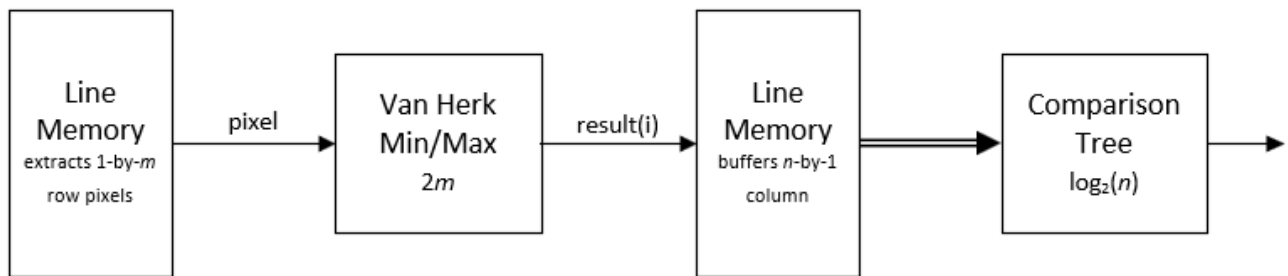 Line
Memory
extracts 1-by-m
row pixels
pixel
Van Herk
Min/Max
2m
result(i)
Line
Memory
buffers n-by-1
column
Comparison
Tree
log₂(n)